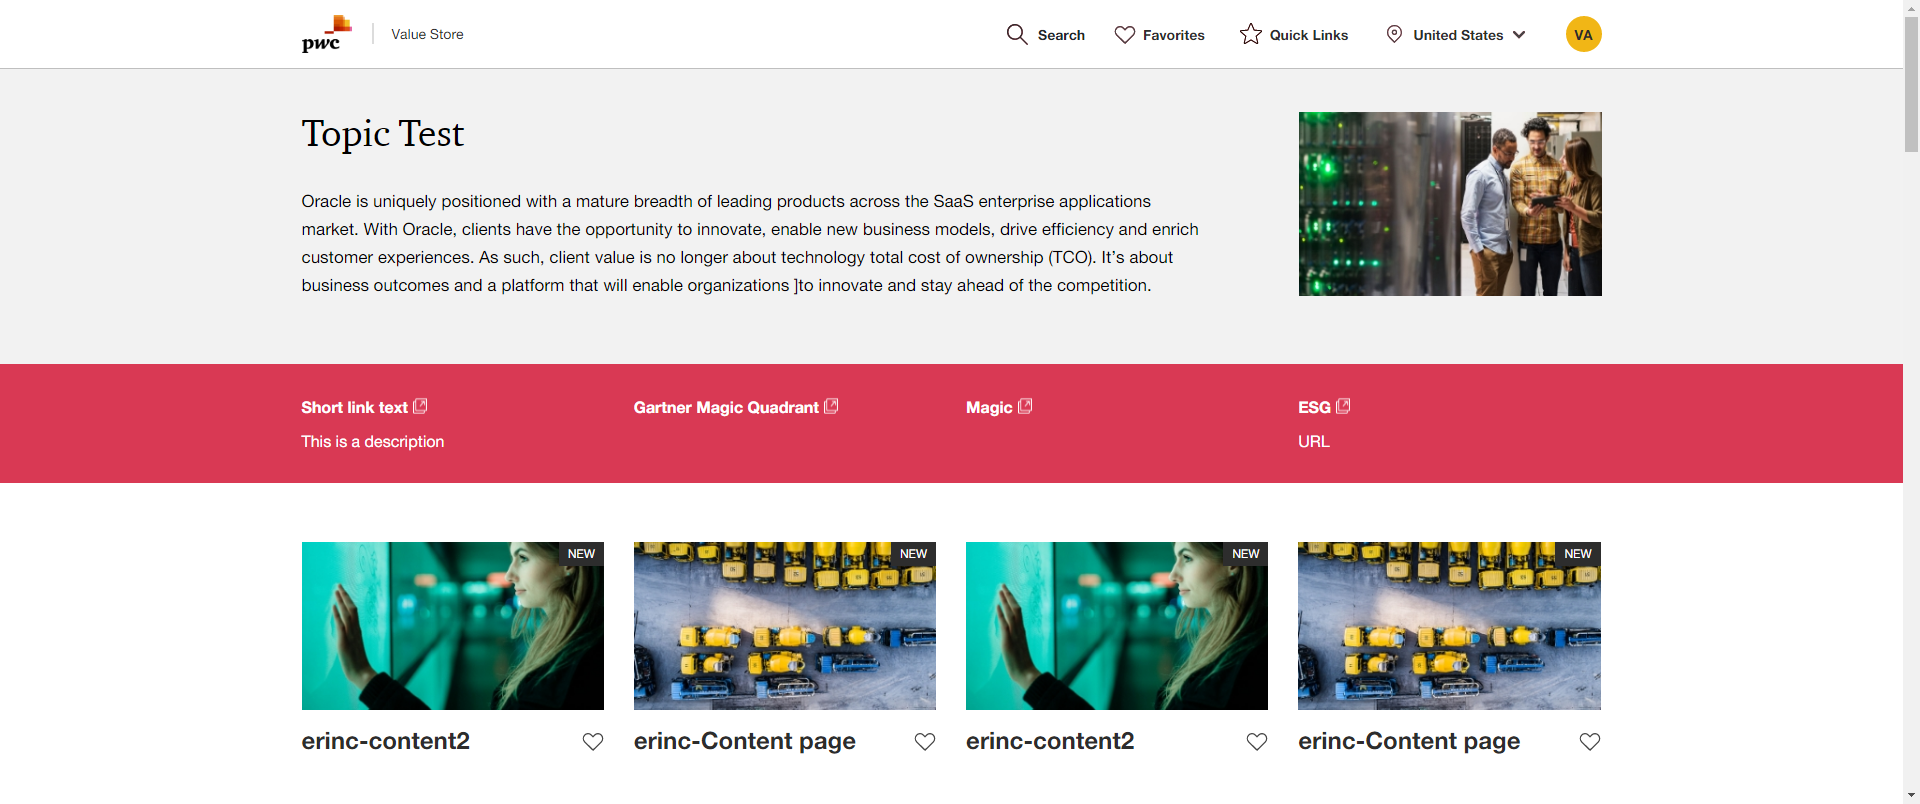 pwc
Value Store
Search
Favorites
Quick Links
United States
VA
Topic Test
Oracle is uniquely positioned with a mature breadth of leading products across the SaaS enterprise applications
market. With Oracle, clients have the opportunity to innovate, enable new business models, drive efficiency and enrich
customer experiences. As such, client value is no longer about technology total cost of ownership (TCO). It’s about
business outcomes and a platform that will enable organizations ]to innovate and stay ahead of the competition.
Short link text
This is a description
Gartner Magic Quadrant
Magic
ESG
URL
NEW
NEW
NEW
NEW
erinc-content2
erinc-Content page
erinc-content2
erinc-Content page